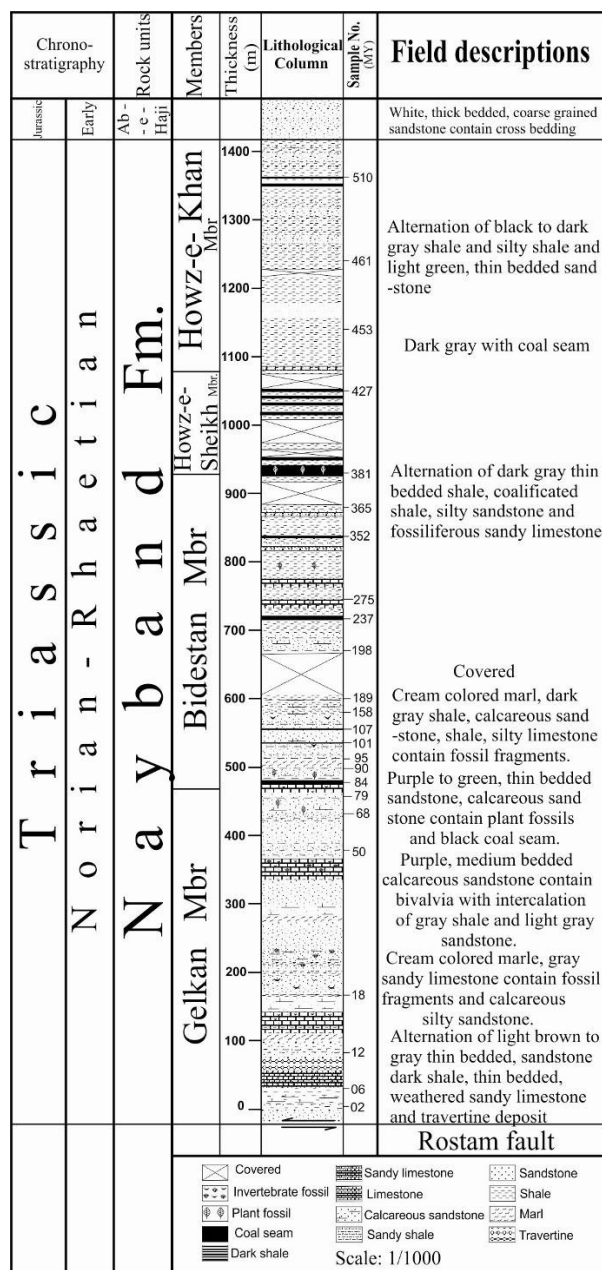 Chrono-
stratigraphy
Rock units
Members
Thickness
(m)
Lithological
Column
Sample No.
(MY)
Field descriptions
Jurassic
Early
Ab-
-e-
Haji
White, thick bedded, coarse grained
sandstone contain cross bedding
Triassic
Norian-Rhaetian
Nayband Fm.
Howz-e-Khan
Mbr
Howz-e-
Sheikh Mbr.
Bidestan Mbr
Gelkan Mbr
1400
1300
1200
1100
1000
900
800
700
600
500
400
300
200
100
0
510
461
453
427
381
365
352
275
237
198
189
158
107
101
95
90
84
79
68
50
18
12
06
02
Alternation of black to dark
gray shale and silty shale and
light green, thin bedded sand
-stone
Dark gray with coal seam
Alternation of dark gray thin
bedded shale, coalificated
shale, silty sandstone and
fossiliferous sandy limestone
Covered
Cream colored marl, dark
gray shale, calcareous sand
-stone, shale, silty limestone
contain fossil fragments.
Purple to green, thin bedded
sandstone, calcareous sand
stone contain plant fossils
and black coal seam.
Purple, medium bedded
calcareous sandstone contain
bivalvia with intercalation
of gray shale and light gray
sandstone.
Cream colored marle, gray
sandy limestone contain fossil
fragments and calcareous
silty sandstone.
Alternation of light brown to
gray thin bedded, sandstone
dark shale, thin bedded,
weathered sandy limestone
and travertine deposit
Rostam fault
Covered
Invertebrate fossil
Plant fossil
Coal seam
Dark shale
Sandy limestone
Limestone
Calcareous sandstone
Sandy shale
Sandstone
Shale
Marl
Travertine
Scale: 1/1000